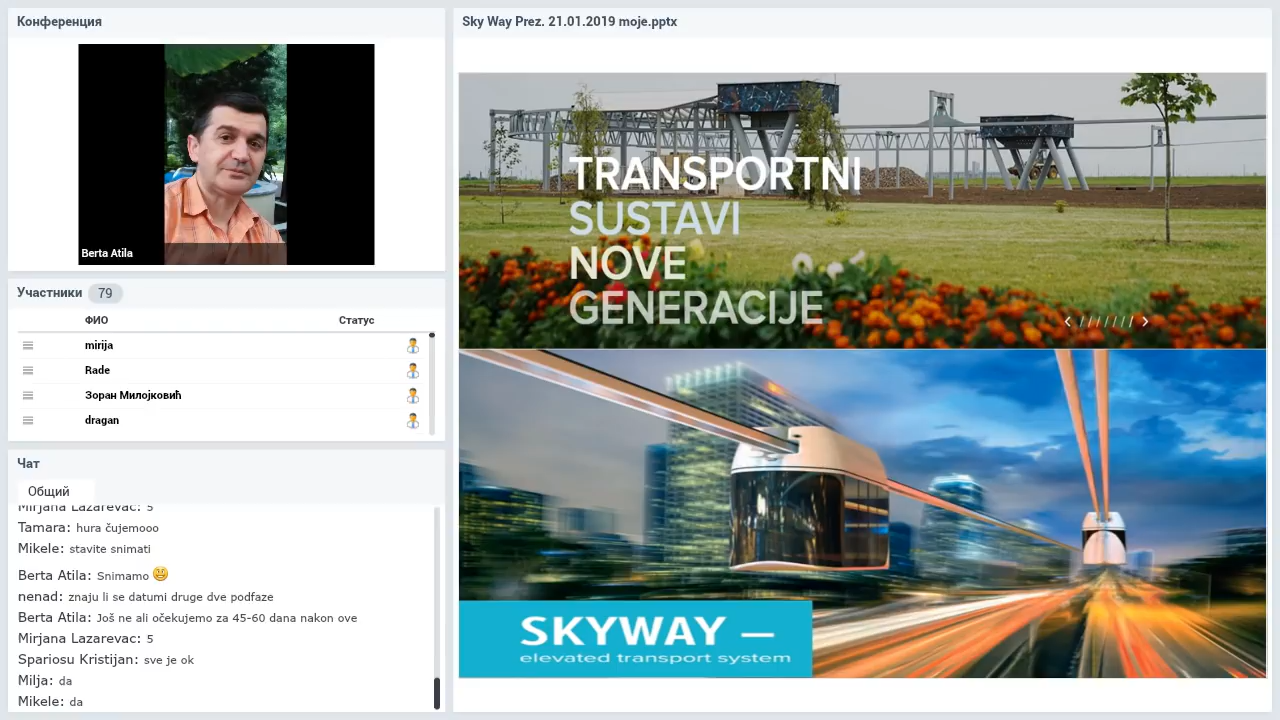 Конференция
Berta Atila
Участники 79
ФИО Статус
mirija
Rade
Зоран Милојковић
dragan
Чат
Общий
Mirjana Lazarevac: 5
Tamara: hura čujemooo
Mikele: stavite snimati
Berta Atila: Snimamo
nenad: znaju li se datumi druge dve podfaze
Berta Atila: Još ne ali očekujemo za 45-60 dana nakon ove
Mirjana Lazarevac: 5
Spariosu Kristijan: sve je ok
Milja: da
Mikele: da
Sky Way Prez. 21.01.2019 moje.pptx
TRANSPORTNI
SUSTAVI
NOVE
GENERACIJE
SKYWAY —
elevated transport system